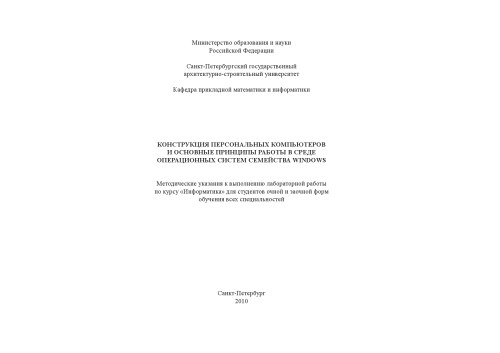 Министерство образования и науки
Российской Федерации
Санкт-Петербургский государственный
архитектурно-строительный университет
Кафедра прикладной математики и информатики
КОНСТРУКЦИЯ ПЕРСОНАЛЬНЫХ КОМПЬЮТЕРОВ
И ОСНОВНЫЕ ПРИНЦИПЫ РАБОТЫ В СРЕДЕ
ОПЕРАЦИОННЫХ СИСТЕМ СЕМЕЙСТВА WINDOWS
Методические указания к выполнению лабораторной работы
по курсу «Информатика» для студентов очной и заочной форм
обучения всех специальностей
Санкт-Петербург
2010